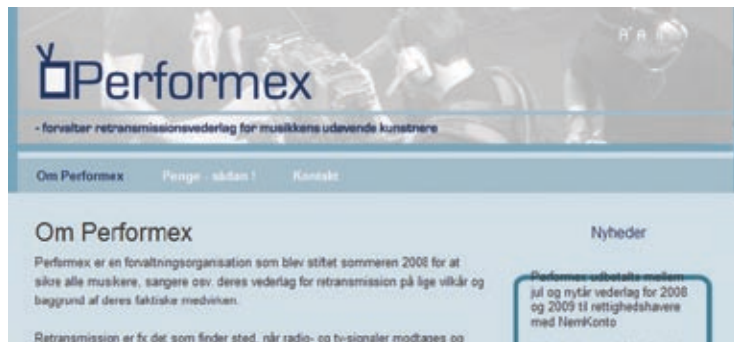 Performex
- forvalter retransmissionsvederlag for musikkens udøvende kunstnere
Om Performex Penge - sådan ! Kontakt
Om Performex
Performex er en forvaltningsorganisation som blev stiftet sommeren 2008 for at
sikre alle musikere, sangere osv. deres vederlag for retransmission på lige vilkår og
baggrund af deres faktiske medvirken.
Retransmission er fx det som finder sted, når radio- og tv-signaler modtages og
Nyheder
Performex udbetalte mellem
jul og nytår vederlag for 2008
og 2009 til rettighedshavere
med NemKonto